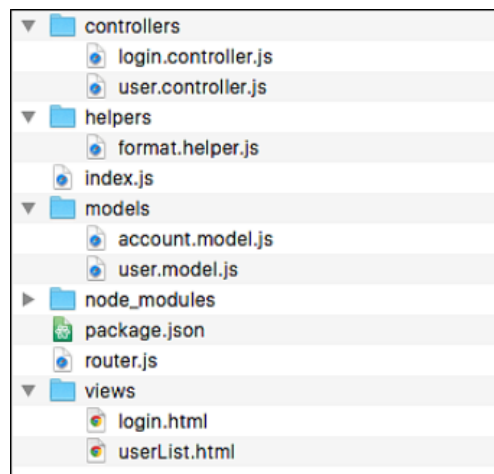 controllers
login.controller.js
user.controller.js
helpers
format.helper.js
index.js
models
account.model.js
user.model.js
node_modules
package.json
router.js
views
login.html
userList.html